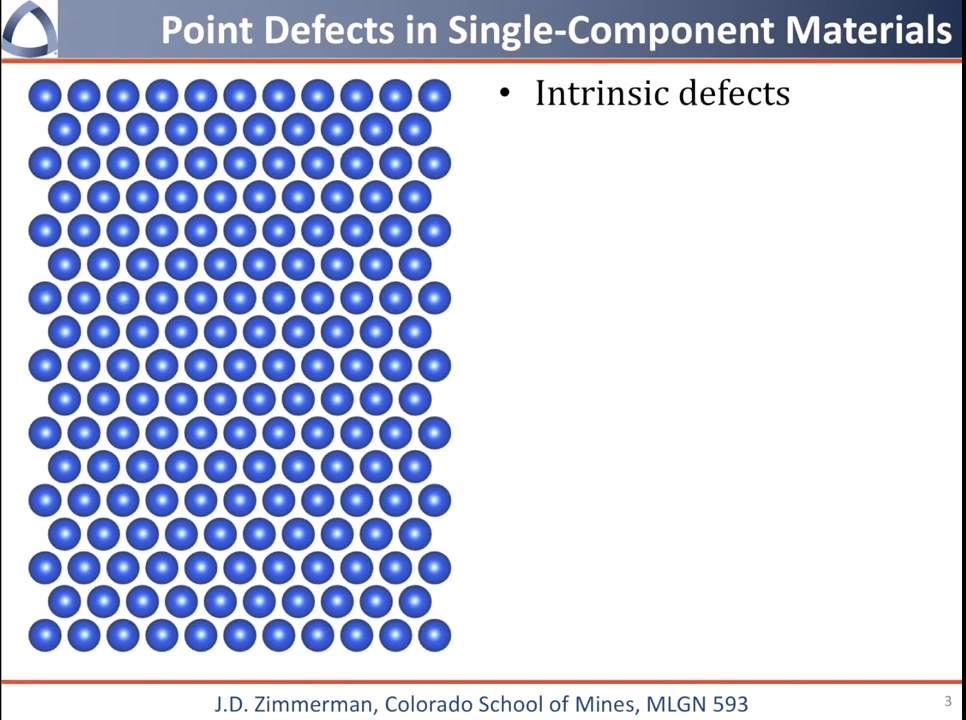 Point Defects in Single-Component Materials
• Intrinsic defects
J.D. Zimmerman, Colorado School of Mines, MLGN 593
3